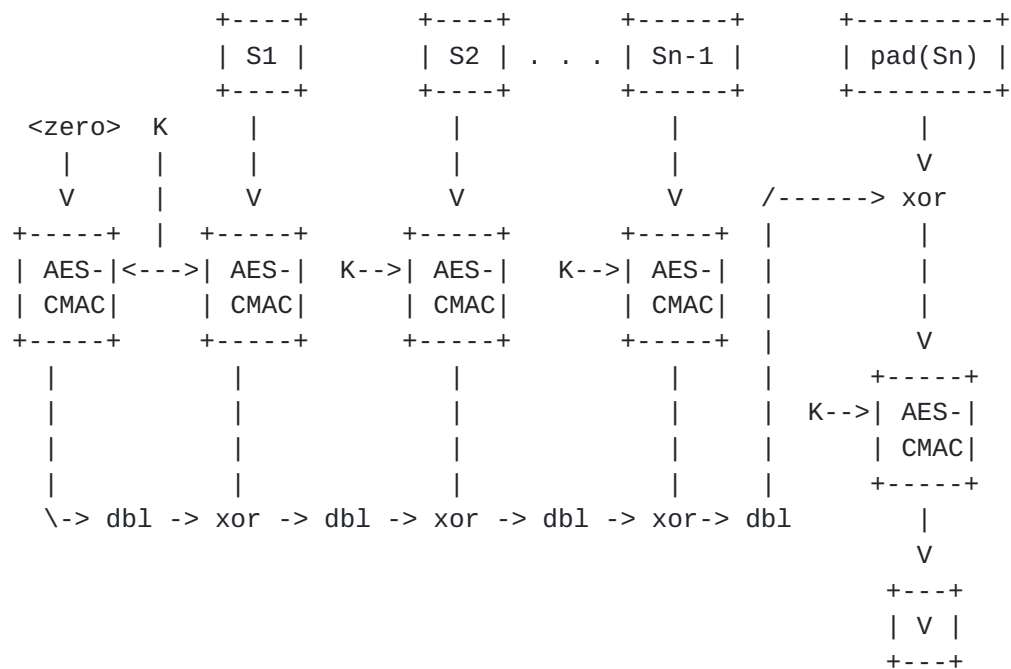 +----+       +----+       +------+      +---------+
             | S1 |       | S2 | . . . | Sn-1 |      | pad(Sn) |
             +----+       +----+       +------+      +---------+
 <zero>  K     |            |             |               |
   |     |     |            |             |               V
   V     |     V            V             V    /------> xor
+-----+  |  +-----+      +-----+       +-----+  |         |
| AES-|<--->| AES-|  K-->| AES-|   K-->| AES-|  |         |
| CMAC|     | CMAC|      | CMAC|       | CMAC|  |         |
+-----+     +-----+      +-----+       +-----+  |         V
  |           |             |             |     |      +-----+
  |           |             |             |     |  K-->| AES-|
  |           |             |             |     |      | CMAC|
  |           |             |             |     |      +-----+
  \-> dbl -> xor -> dbl -> xor -> dbl -> xor-> dbl        |
                                                          V
                                                        +---+
                                                        | V |
                                                        +---+